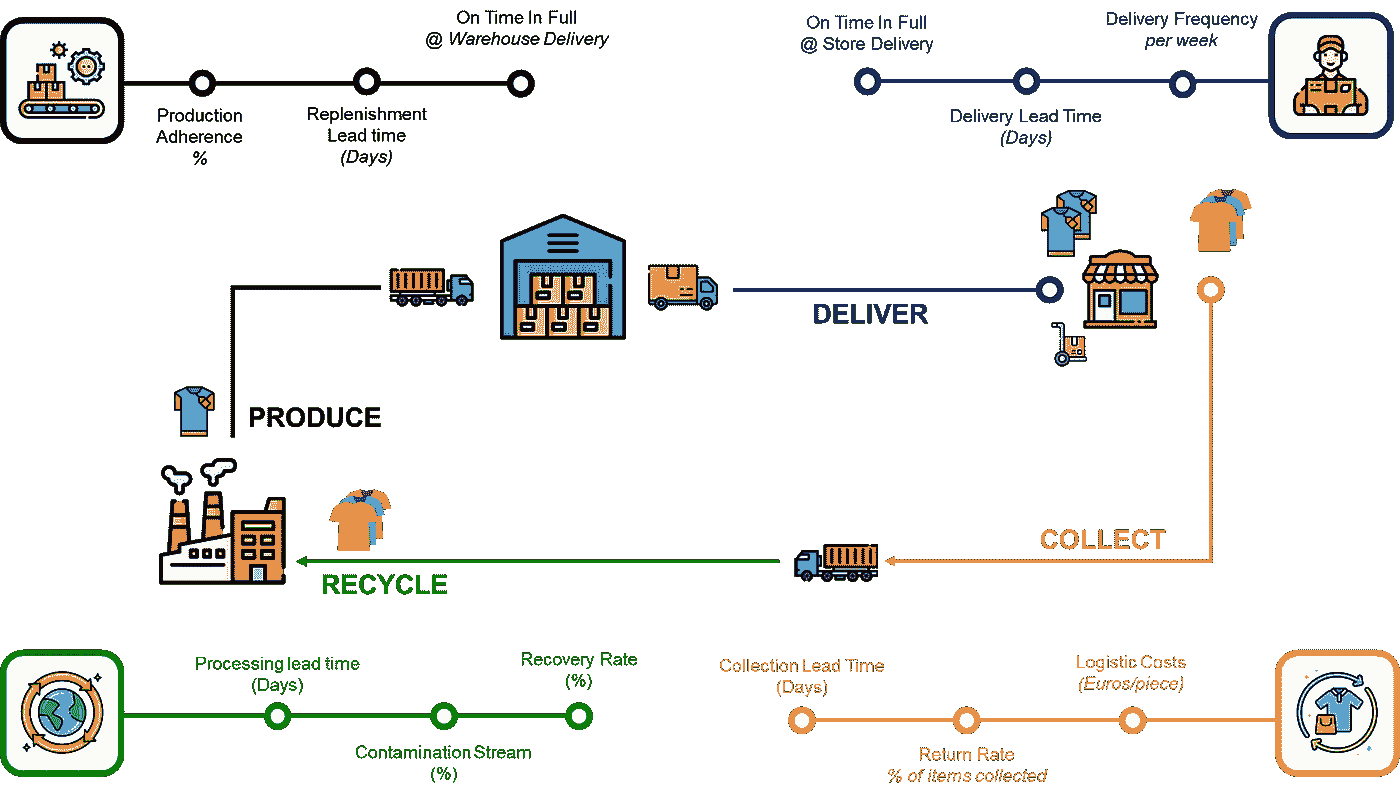 On Time In Full
@ Warehouse Delivery
Production
Adherence
%
Replenishment
Lead time
(Days)
On Time In Full
@ Store Delivery
Delivery Frequency
per week
Delivery Lead Time
(Days)
DELIVER
PRODUCE
COLLECT
RECYCLE
Processing lead time
(Days)
Recovery Rate
(%)
Contamination Stream
(%)
Collection Lead Time
(Days)
Logistic Costs
(Euros/piece)
Return Rate
% of items collected